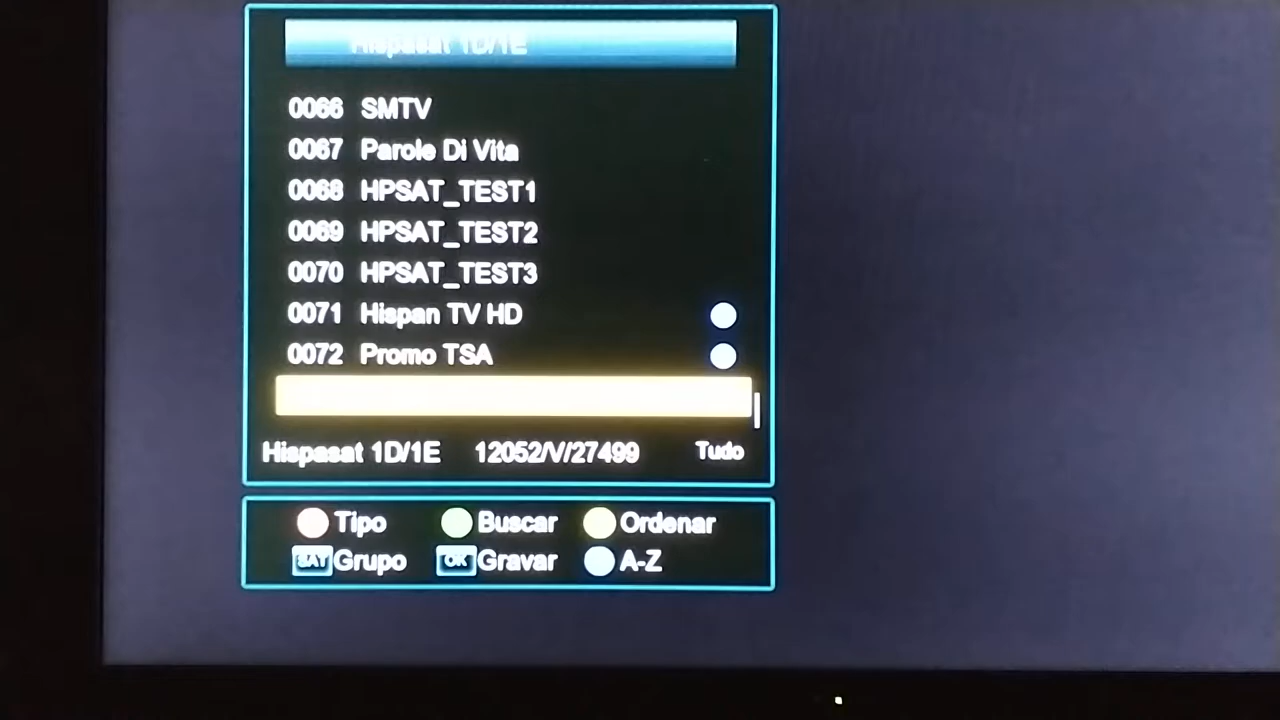 Hispasat 1D/1E
0066 SMTV
0067 Parole Di Vita
0068 HPSAT_TEST1
0069 HPSAT_TEST2
0070 HPSAT_TEST3
0071 Hispan TV HD
0072 Promo TSA
Hispasat 1D/1E 12052/V/27499 Tudo
Tipo Buscar Ordenar
SAT Grupo OK Gravar A-Z